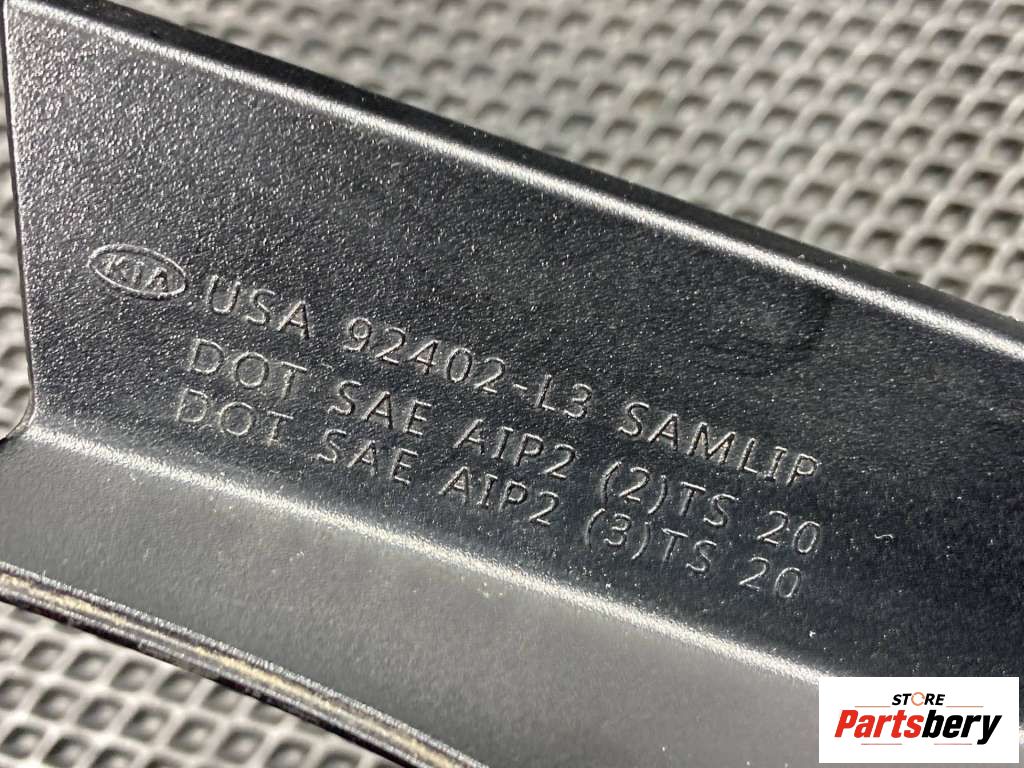 KIA USA 92402-L3 SAMLIP
DOT SAE AIP2 (2)TS 20
DOT SAE AIP2 (3)TS 20
STORE
Partsbery